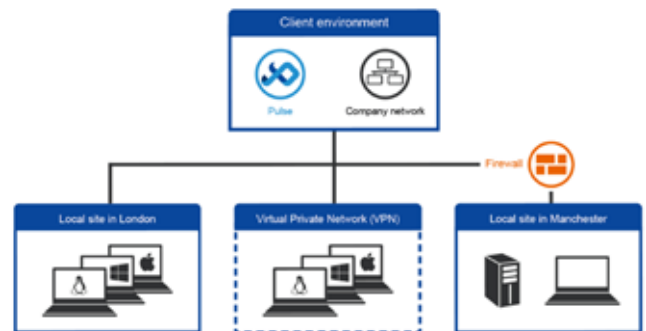 Client environment
Pulse
Company network
Firewall
Local site in London
Virtual Private Network (VPN)
Local site in Manchester